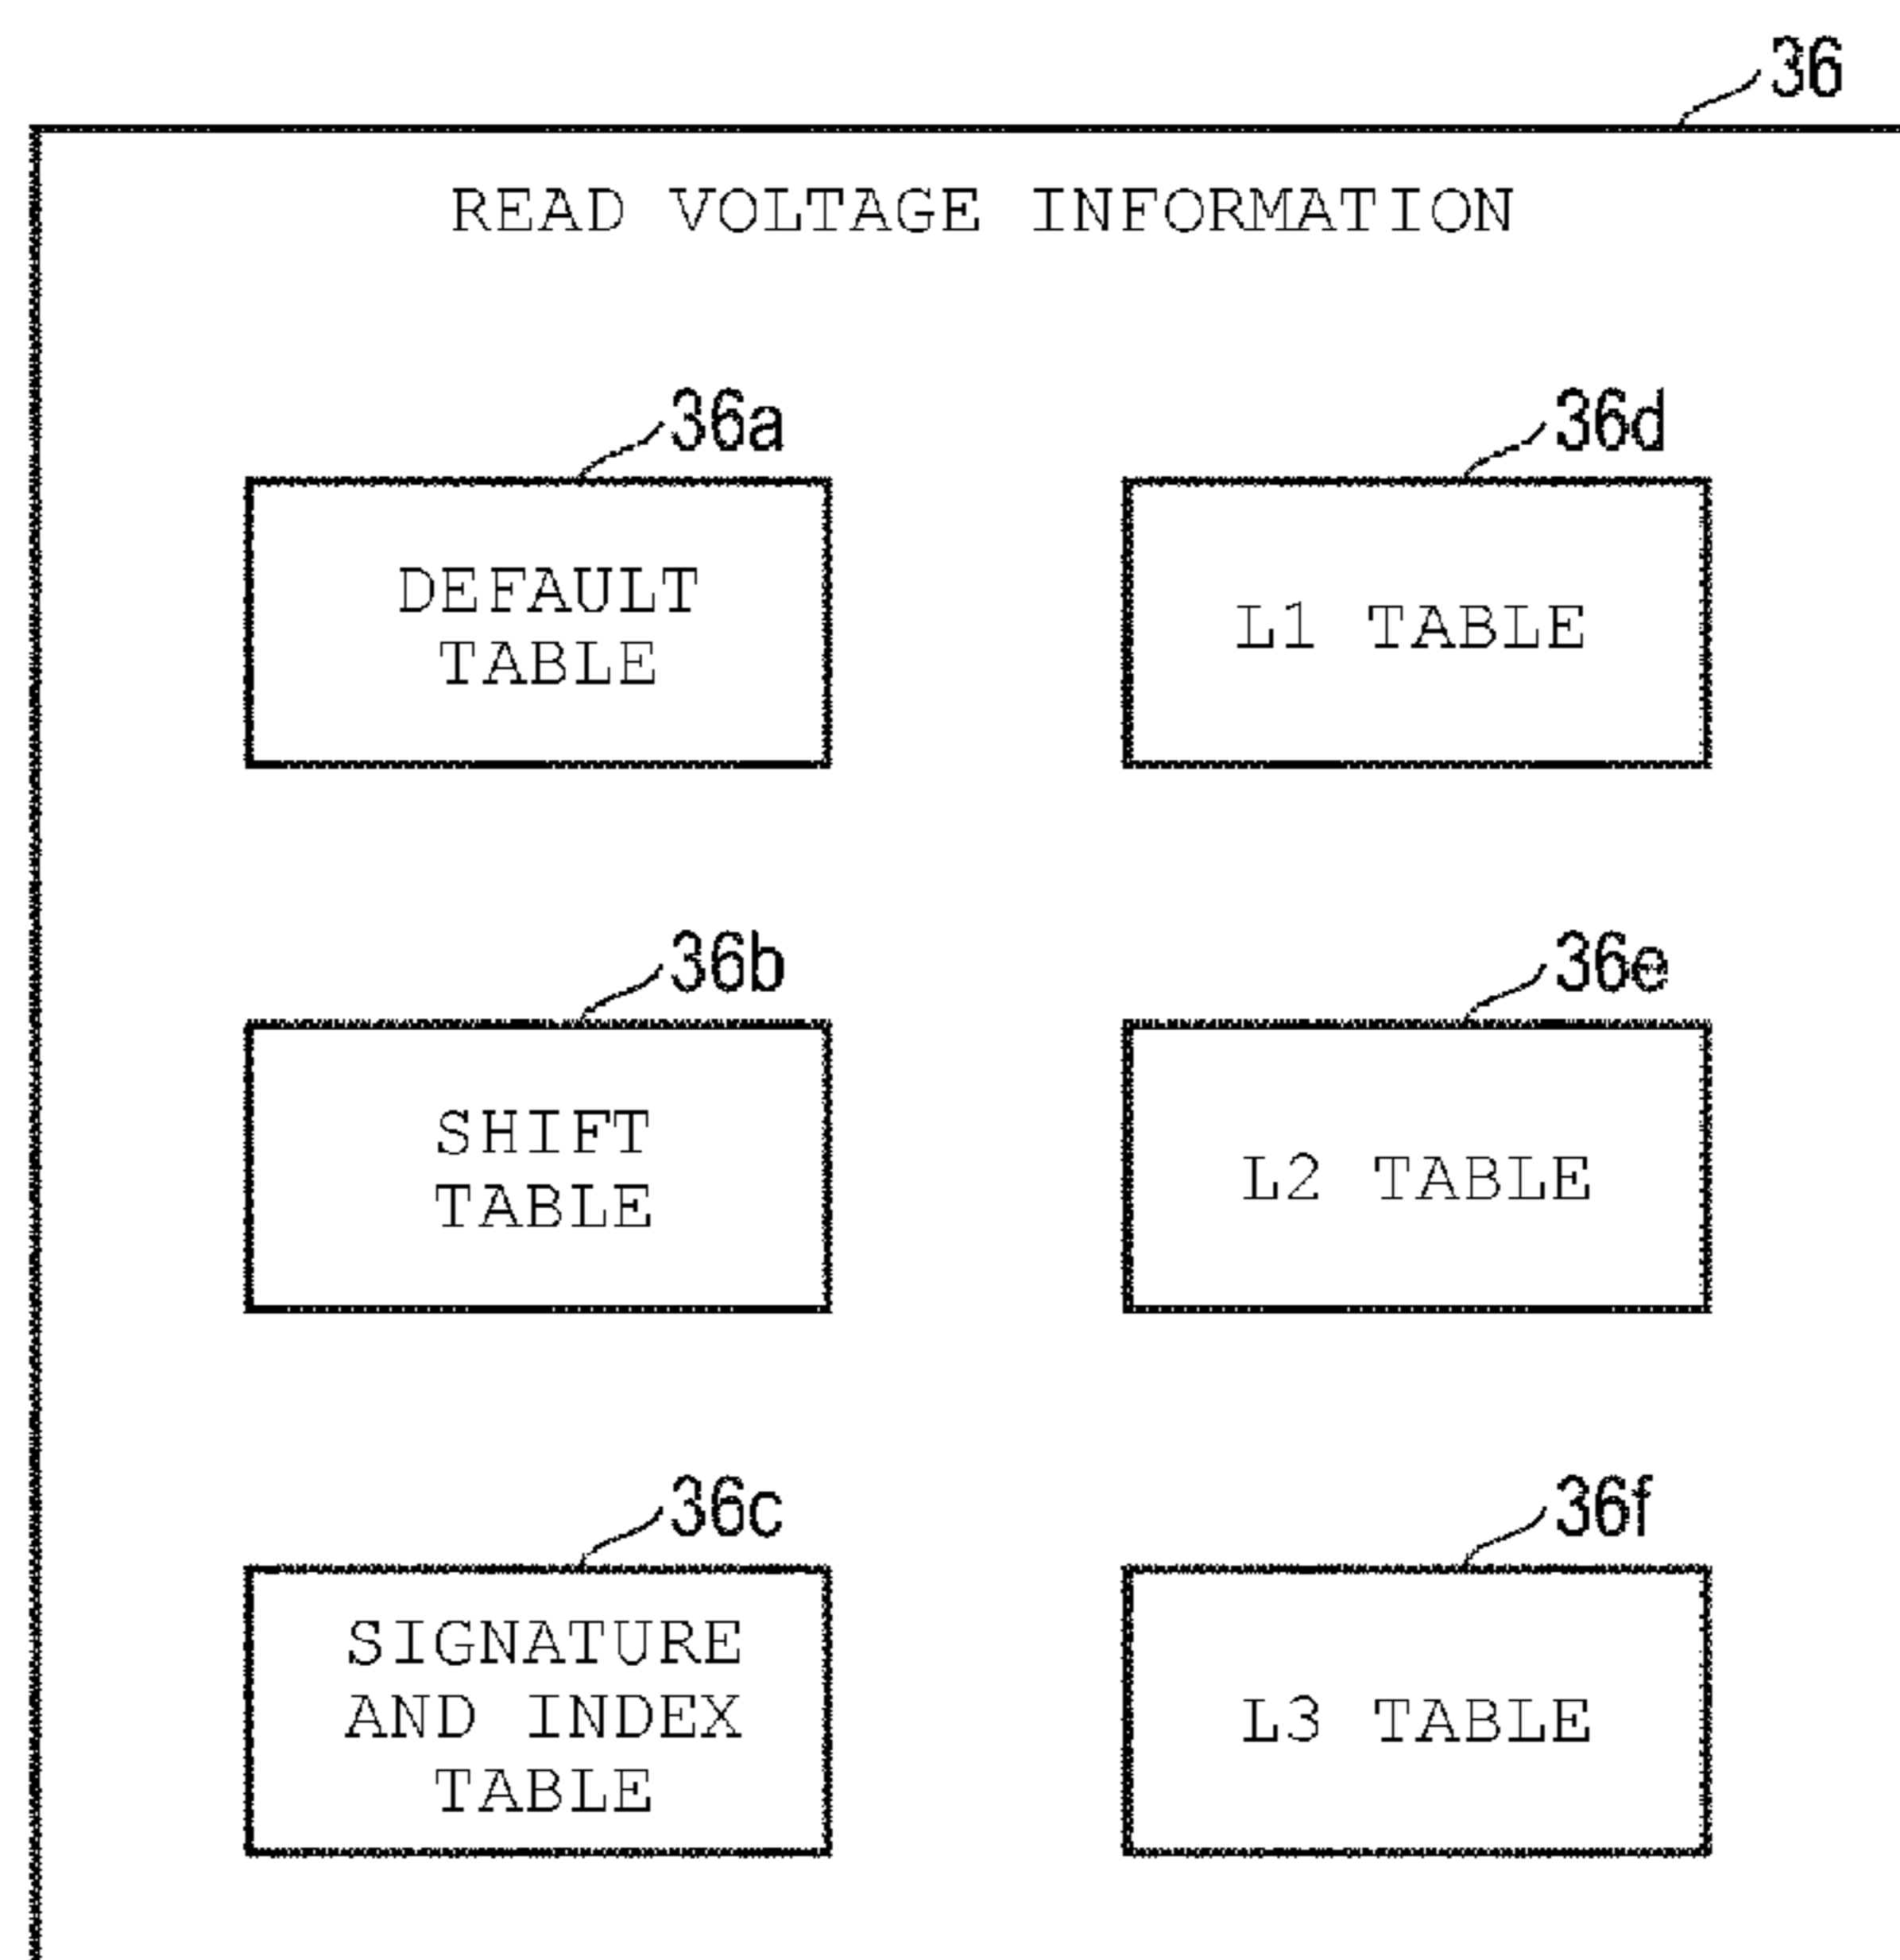 36
READ VOLTAGE INFORMATION
36a
DEFAULT
TABLE
36d
L1 TABLE
36b
SHIFT
TABLE
36e
L2 TABLE
36c
SIGNATURE
AND INDEX
TABLE
36f
L3 TABLE